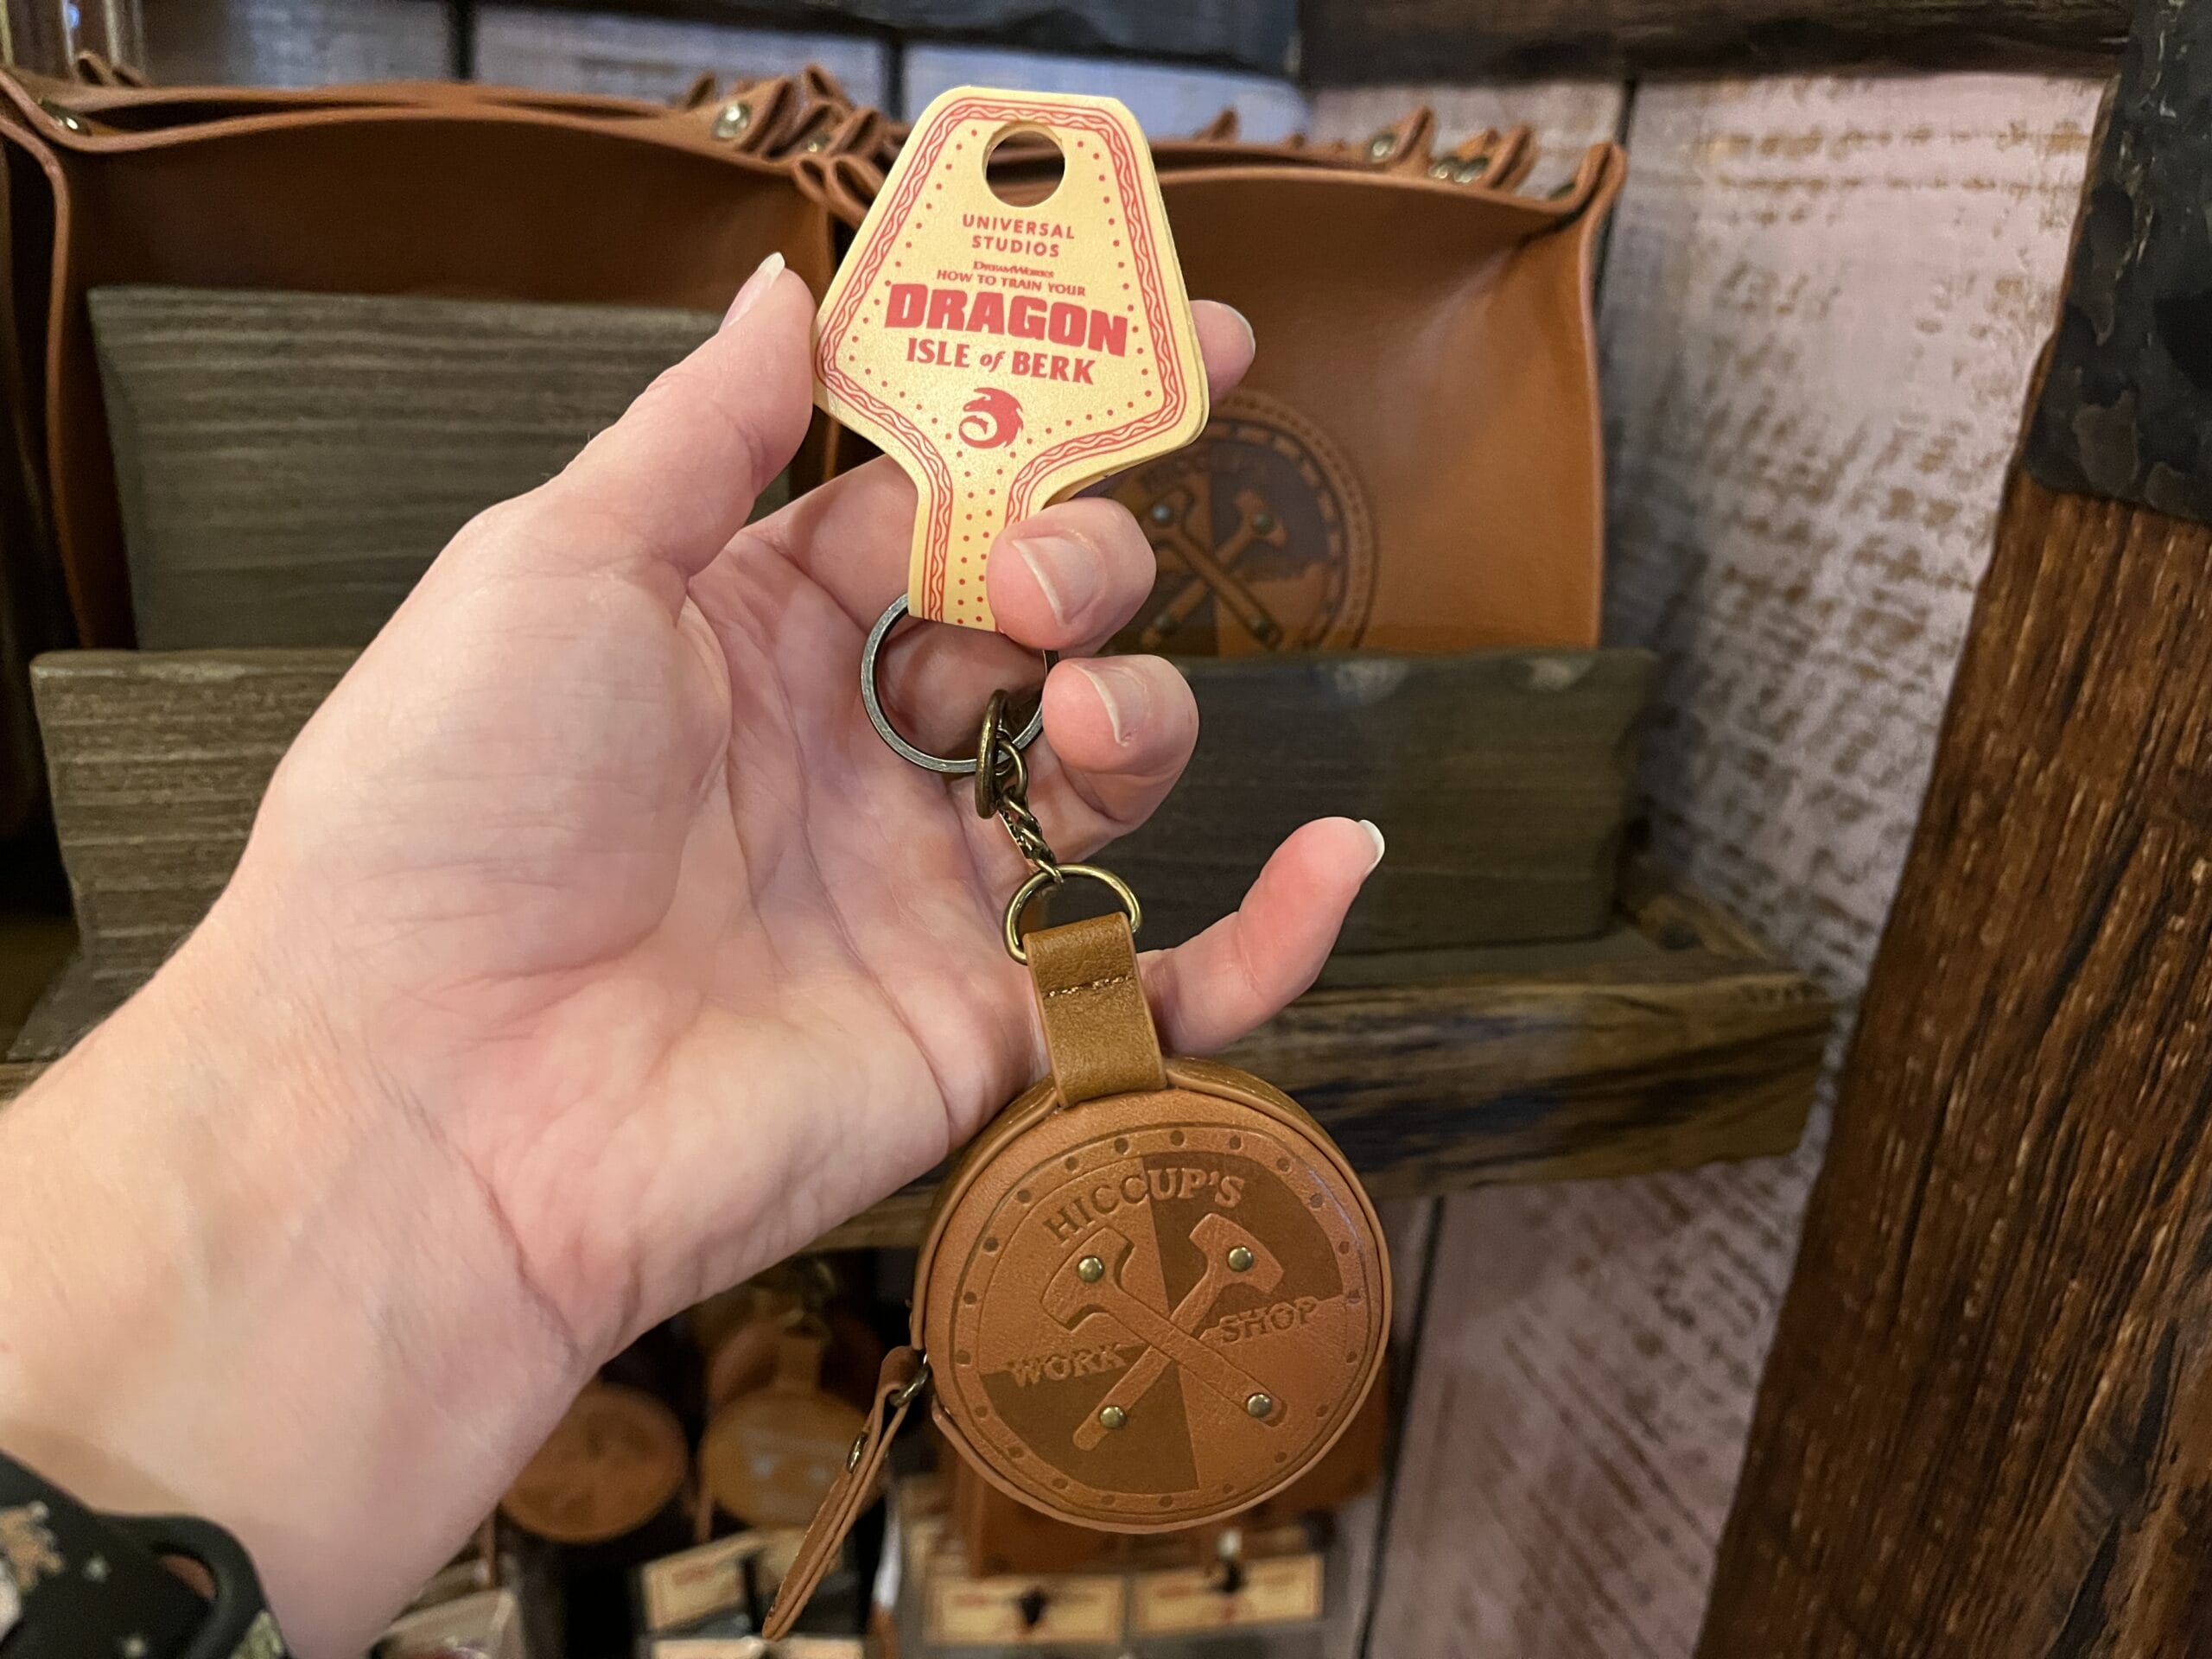 UNIVERSAL
STUDIOS
DREAMWORKS
HOW TO TRAIN YOUR
DRAGON
ISLE of BERK
HICCUP'S
WORK SHOP